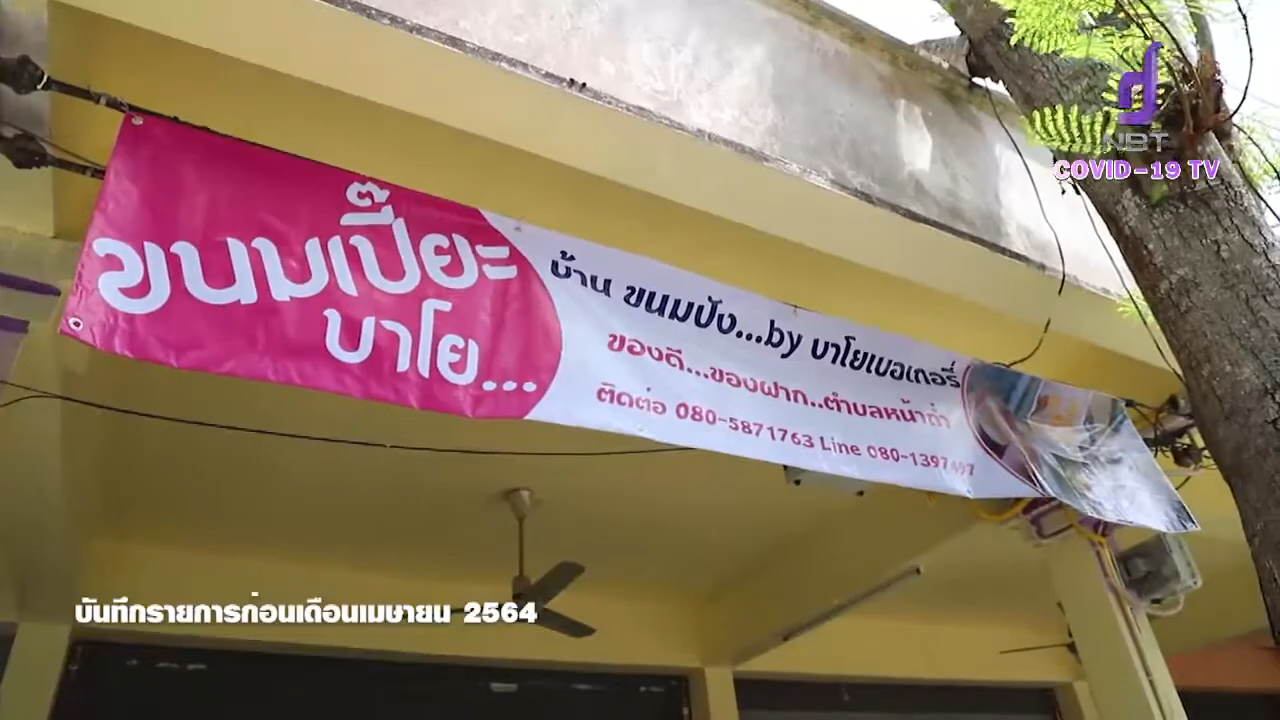 NBT
COVID-19 TV
ขนมเปี๊ยะ
บาโย...
บ้าน ขนมปัง...by บาโยเบอเกอรี่
ของดี...ของฝาก..ตำบลหน้าถ้ำ
ติดต่อ 080-5871763 Line 080-1397497
บันทึกรายการก่อนเดือนเมษายน 2564